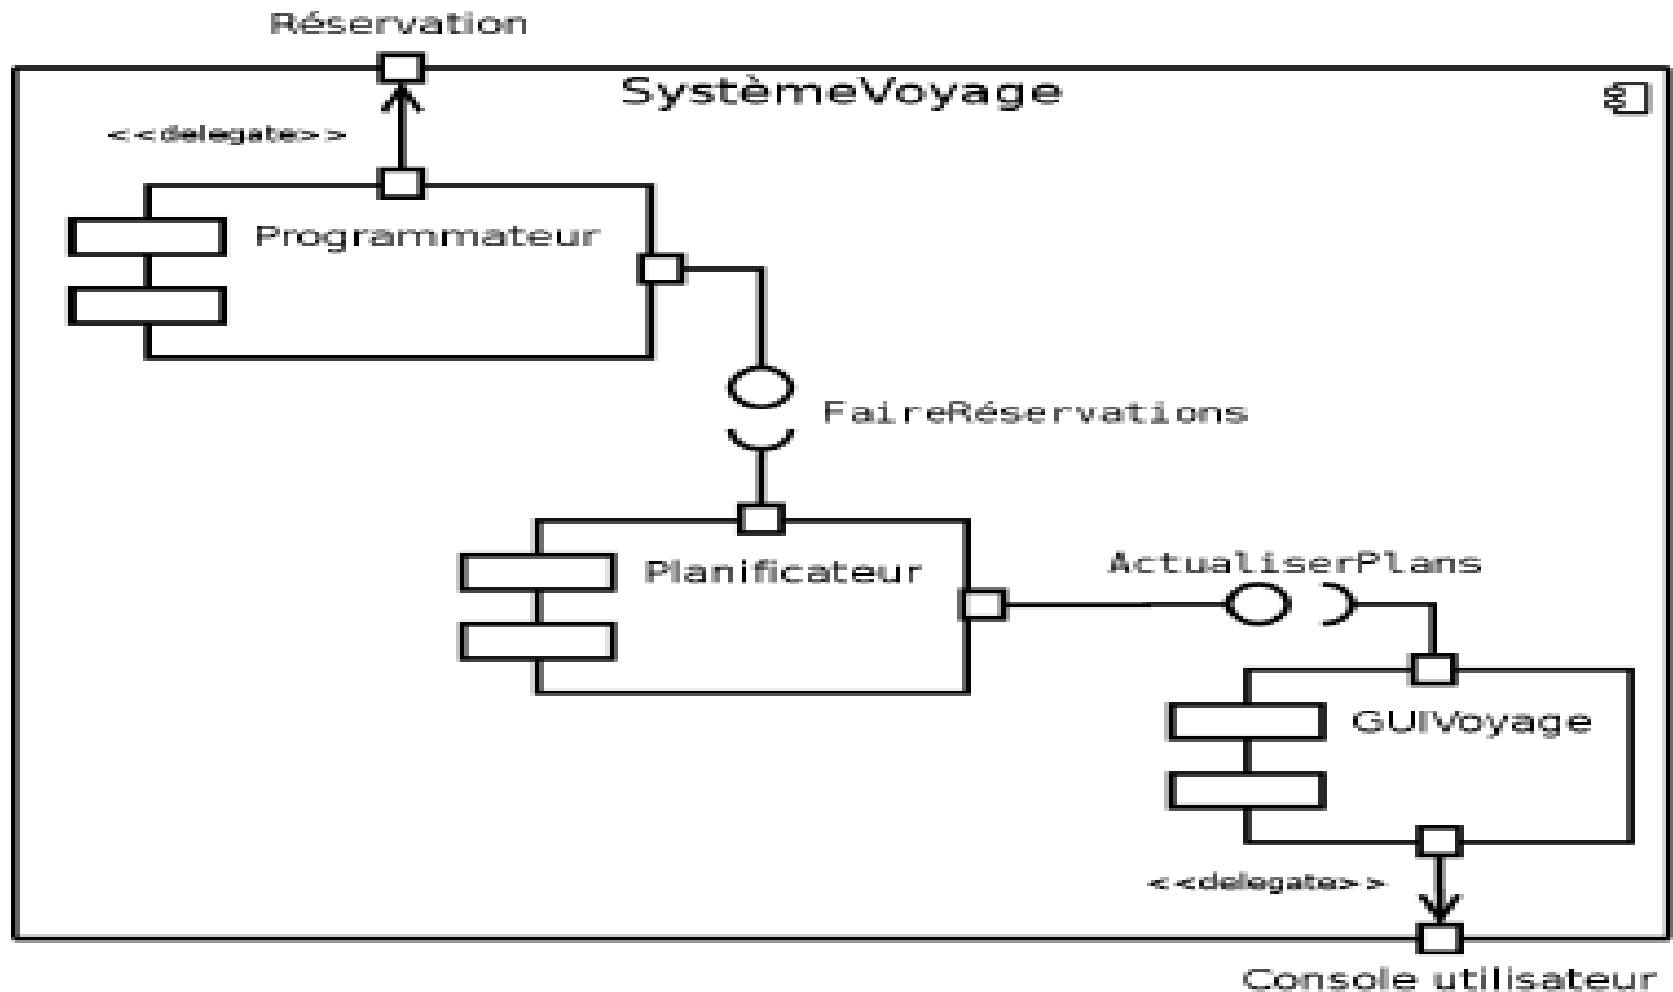 Réservation
SystèmeVoyage
<<delegate>>
Programmateur
FaireRéservations
Planificateur
ActualiserPlans
GUIVoyage
<<delegate>>
Console utilisateur